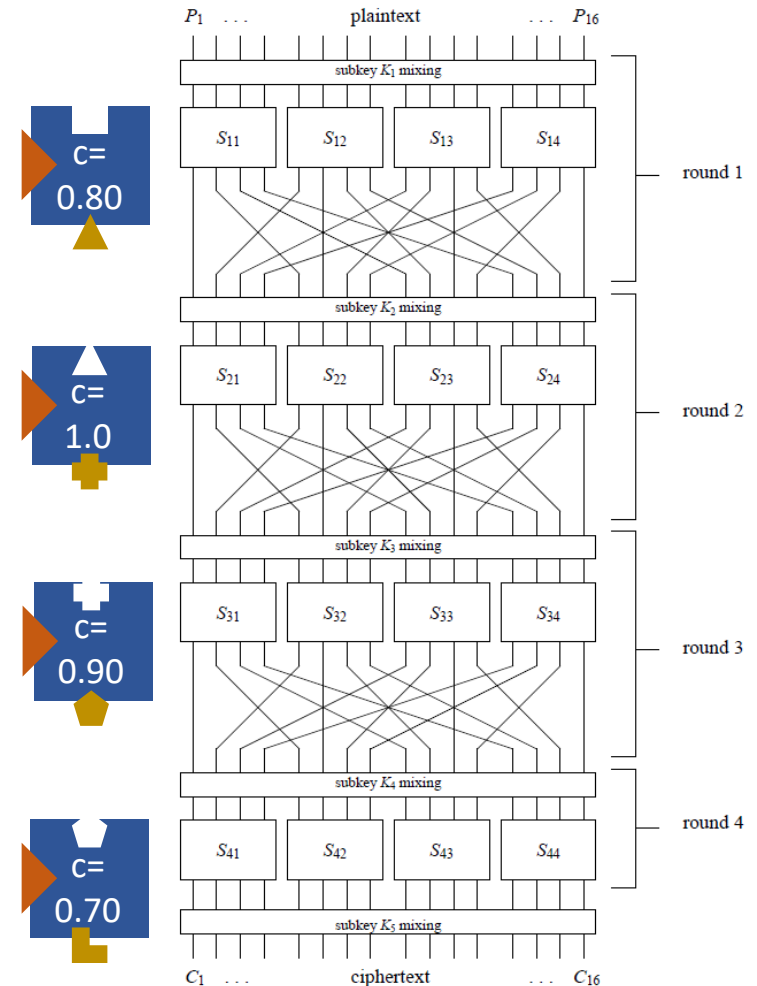 P1 . . . plaintext . . . P16
subkey K1 mixing
c=
0.80
S11 S12 S13 S14
round 1
subkey K2 mixing
c=
1.0
S21 S22 S23 S24
round 2
subkey K3 mixing
c=
0.90
S31 S32 S33 S34
round 3
subkey K4 mixing
c=
0.70
S41 S42 S43 S44
round 4
subkey K5 mixing
C1 . . . ciphertext . . . C16